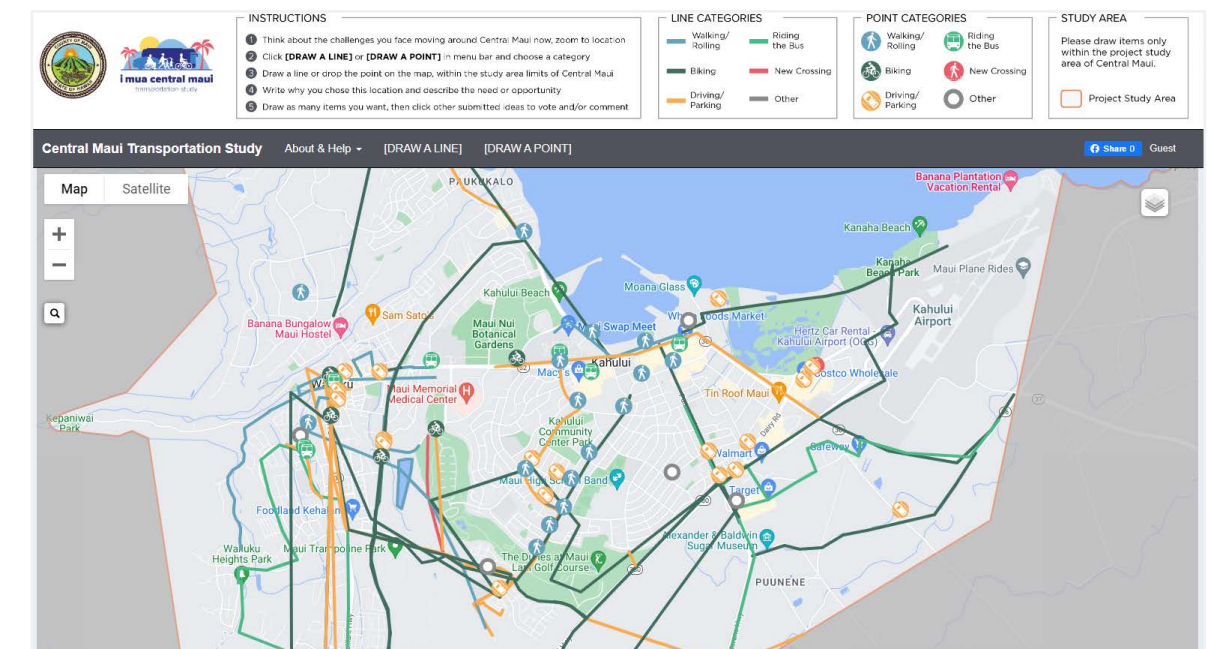 INSTRUCTIONS
1 Think about the challenges you face moving around Central Maui now, zoom to location
2 Click [DRAW A LINE] or [DRAW A POINT] in menu bar and choose a category
3 Draw a line or drop the point on the map, within the study area limits of Central Maui
4 Write why you chose this location and describe the need or opportunity
5 Draw as many items you want, then click other submitted ideas to vote and/or comment
COUNTY OF MAUI
i mua central maui
transportation study
LINE CATEGORIES
Walking/
Rolling
Riding
the Bus
Biking
New Crossing
Driving/
Parking
Other
POINT CATEGORIES
Walking/
Rolling
Riding
the Bus
Biking
New Crossing
Driving/
Parking
Other
STUDY AREA
Please draw items only
within the project study
area of Central Maui.
Project Study Area
Central Maui Transportation Study
About & Help
[DRAW A LINE]
[DRAW A POINT]
Share 0
Guest
Map
Satellite
PAUKUKALO
Banana Plantation
Vacation Rental
Kanaha Beach
Kanaha
Beach Park
Maui Plane Rides
Moana Glass
Kahului Beach
Kahului
Airport
Sam Sato's
Banana Bungalow
Maui Hostel
Maui Nui
Botanical
Gardens
Swap Meet
Hertz Car Rental -
Kahului Airport (OGG)
Kahului
Macy's
Costco Wholesale
Maui Memorial
Medical Center
Tin Roof Maui
Kepaniwai
Park
Kahului
Community
Center Park
Dairy Rd
Walmart
Safeway
Maui High School Band
Target
Foodland Kehalani
Alexander & Baldwin
Sugar Museum
Wailuku
Heights Park
Maui Trampoline Park
The Dunes at Maui
Lani Golf Course
PUUNENE